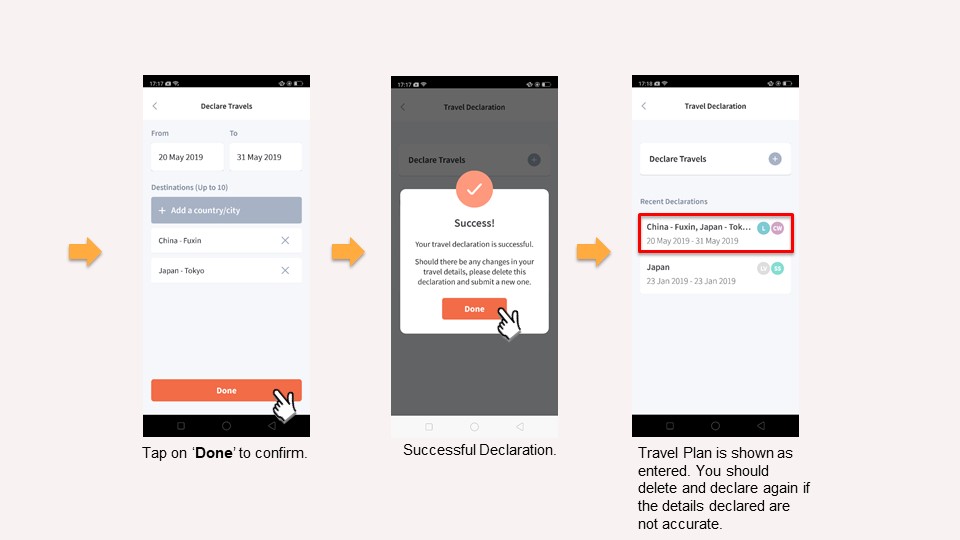 17:17
Declare Travels
From
To
20 May 2019
31 May 2019
Destinations (Up to 10)
+ Add a country/city
China - Fuxin
Japan - Tokyo
Done
Tap on ‘Done’ to confirm.
17:17
Travel Declaration
Declare Travels
Success!
Your travel declaration is successful.
Should there be any changes in your
travel details, please delete this
declaration and submit a new one.
Done
Successful Declaration.
17:18
Travel Declaration
Declare Travels
Recent Declarations
China - Fuxin, Japan - Tok... L CW
20 May 2019 - 31 May 2019
Japan SS
23 Jan 2019 - 23 Jan 2019
Travel Plan is shown as
entered. You should
delete and declare again if
the details declared are
not accurate.